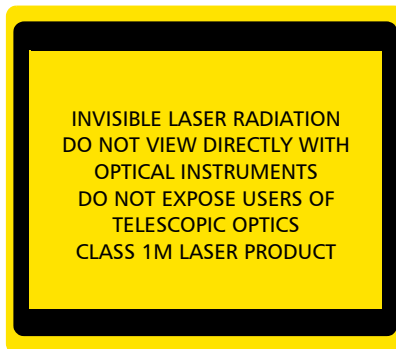 INVISIBLE LASER RADIATION
DO NOT VIEW DIRECTLY WITH
OPTICAL INSTRUMENTS
DO NOT EXPOSE USERS OF
TELESCOPIC OPTICS
CLASS 1M LASER PRODUCT